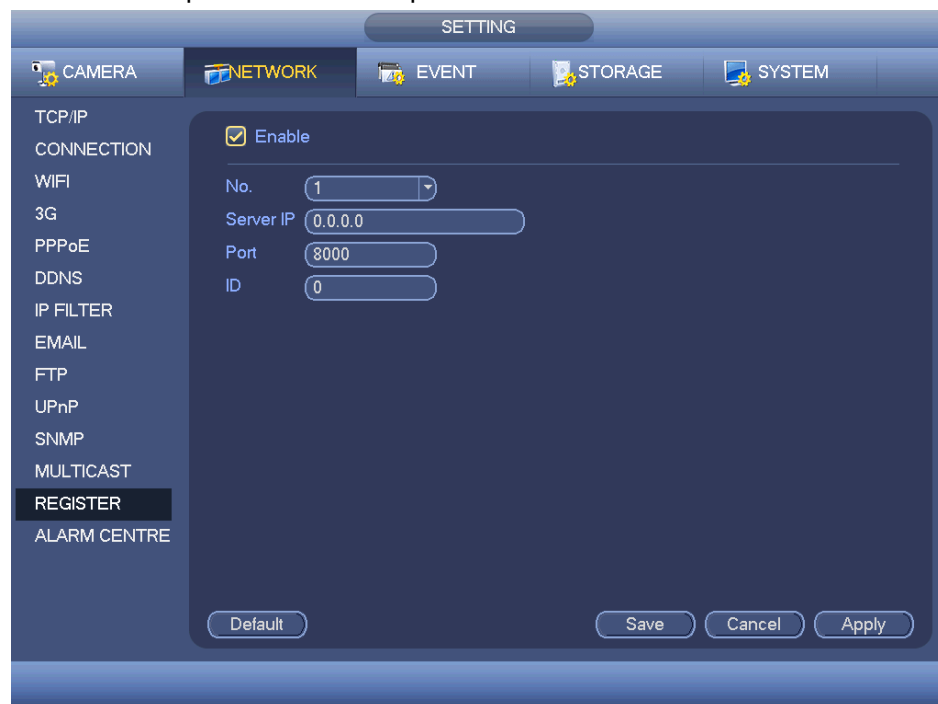 SETTING
CAMERA NETWORK EVENT STORAGE SYSTEM
TCP/IP
CONNECTION
WIFI
3G
PPPoE
DDNS
IP FILTER
EMAIL
FTP
UPnP
SNMP
MULTICAST
REGISTER
ALARM CENTRE
Enable
No. 1
Server IP 0.0.0.0
Port 8000
ID 0
Default Save Cancel Apply